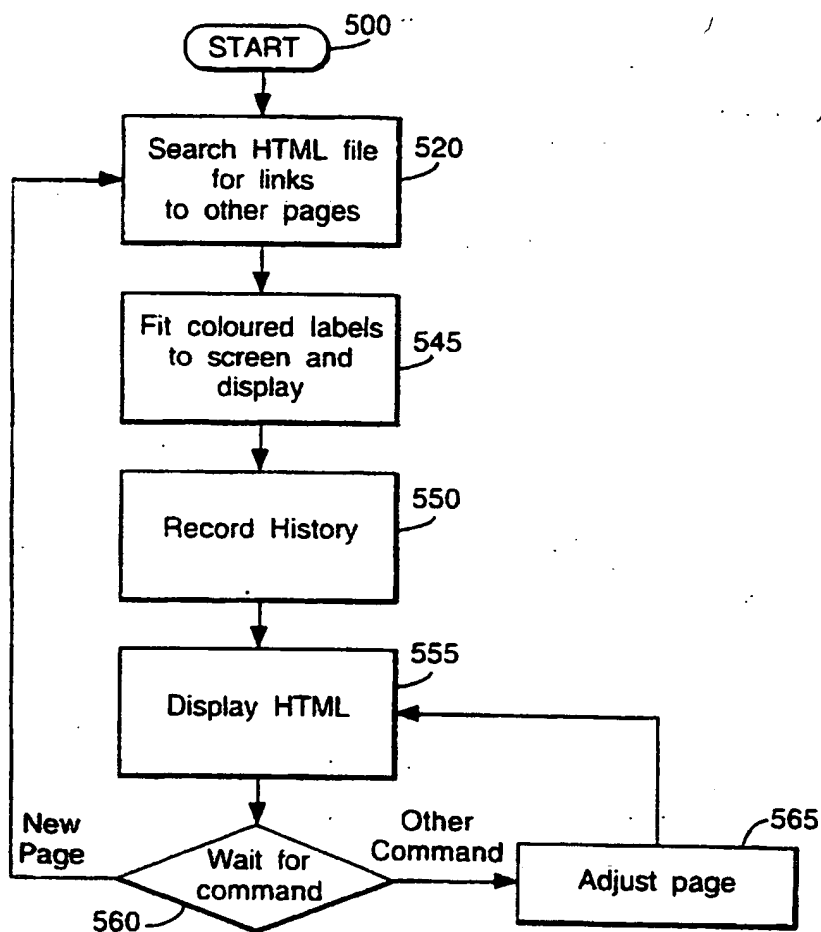 500
START
Search HTML file
for links
to other pages
520
Fit coloured labels
to screen and
display
545
Record History
550
555
Display HTML
New
Page
Wait for
command
560
Other
Command
565
Adjust page